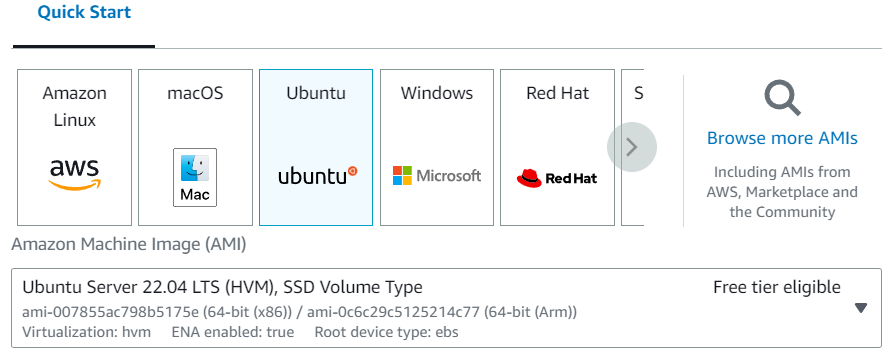 Quick Start
Amazon
Linux
aws
macOS
Mac
Ubuntu
ubuntu
Windows
Microsoft
Red Hat
Red Hat
S
Browse more AMIs
Including AMIs from
AWS, Marketplace and
the Community
Amazon Machine Image (AMI)
Ubuntu Server 22.04 LTS (HVM), SSD Volume Type
Free tier eligible
ami-007855ac798b5175e (64-bit (x86)) / ami-0c6c29c5125214c77 (64-bit (Arm))
Virtualization: hvm ENA enabled: true Root device type: ebs